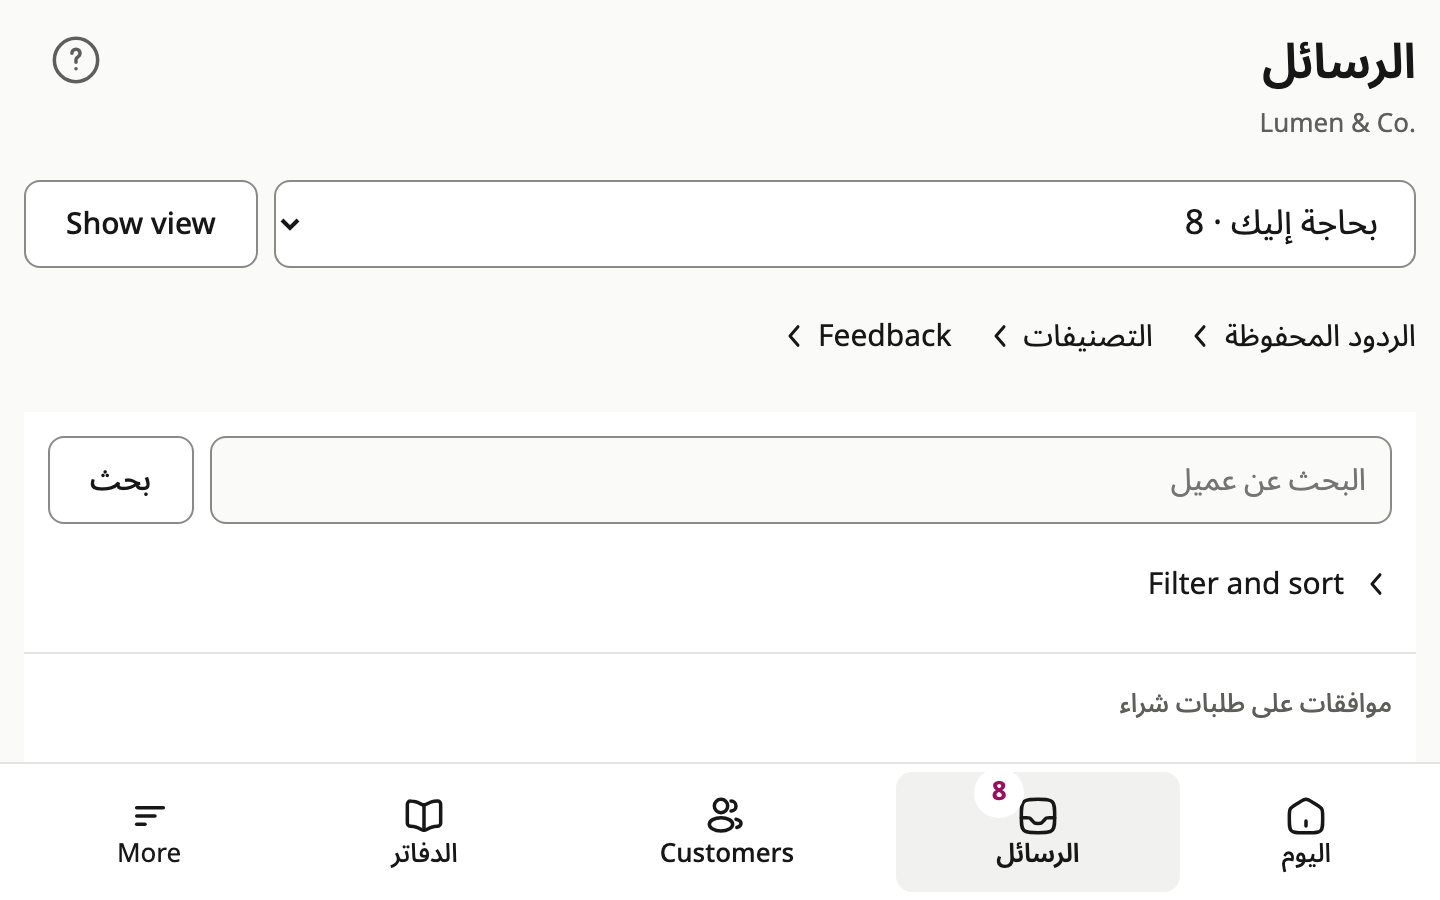 الرسائل
Lumen & Co.
بحاجة إليك · 8
Show view
الردود المحفوظة
التصنيفات
Feedback
البحث عن عميل
بحث
Filter and sort
موافقات على طلبات شراء
اليوم
8
الرسائل
Customers
الدفاتر
More